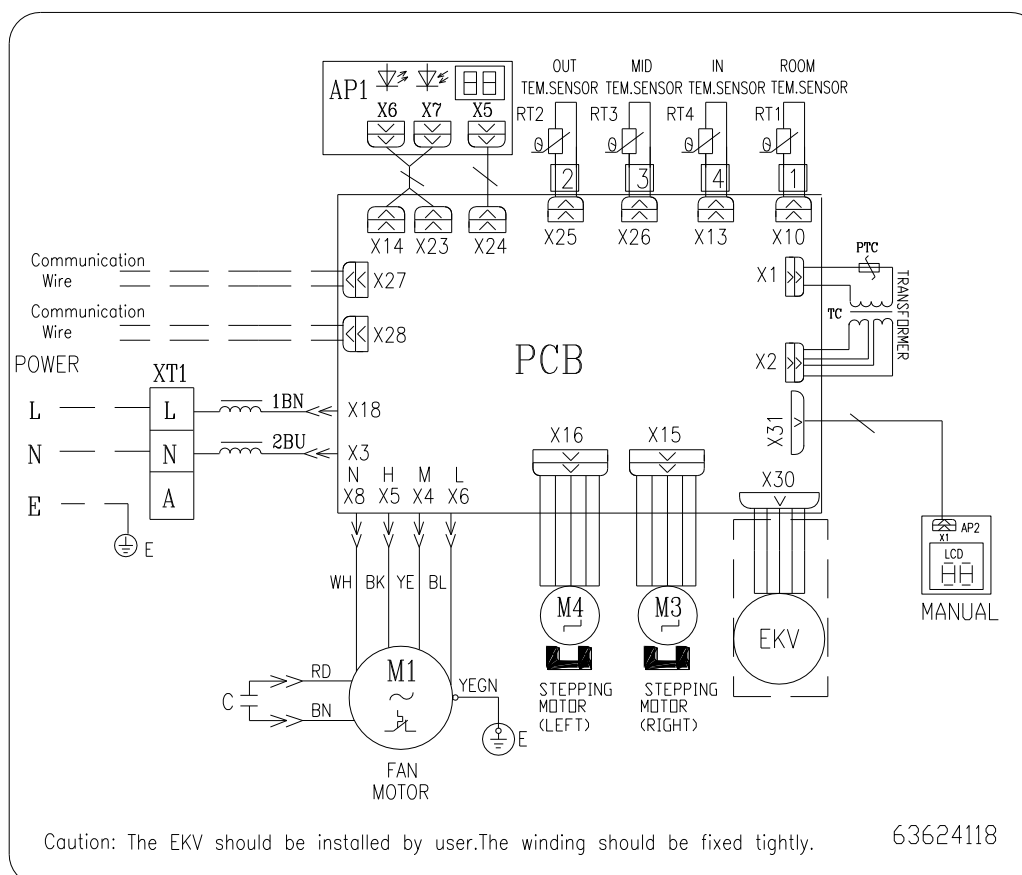 OUT MID IN ROOM
TEM.SENSOR TEM.SENSOR TEM.SENSOR TEM.SENSOR
AP1
X6 X7 X5
RT2 RT3 RT4 RT1
θ θ θ θ
2 3 4 1
X14 X23 X24 X25 X26 X13 X10
Communication
Wire
X27
Communication
Wire
X28
X1
PTC
TC
TRANSFORMER
X2
PCB
POWER
XT1
L L 1BN X18
N N 2BU X3
E A
E
X31
X16 X15
X30
N H M L
X8 X5 X4 X6
WH BK YE BL
AP2
X1
LCD
MANUAL
M4 M3
EKV
M1
RD
C
BN
YEGN
E
STEPPING
MOTOR
(LEFT)
STEPPING
MOTOR
(RIGHT)
FAN
MOTOR
Caution: The EKV should be installed by user.The winding should be fixed tightly.
63624118